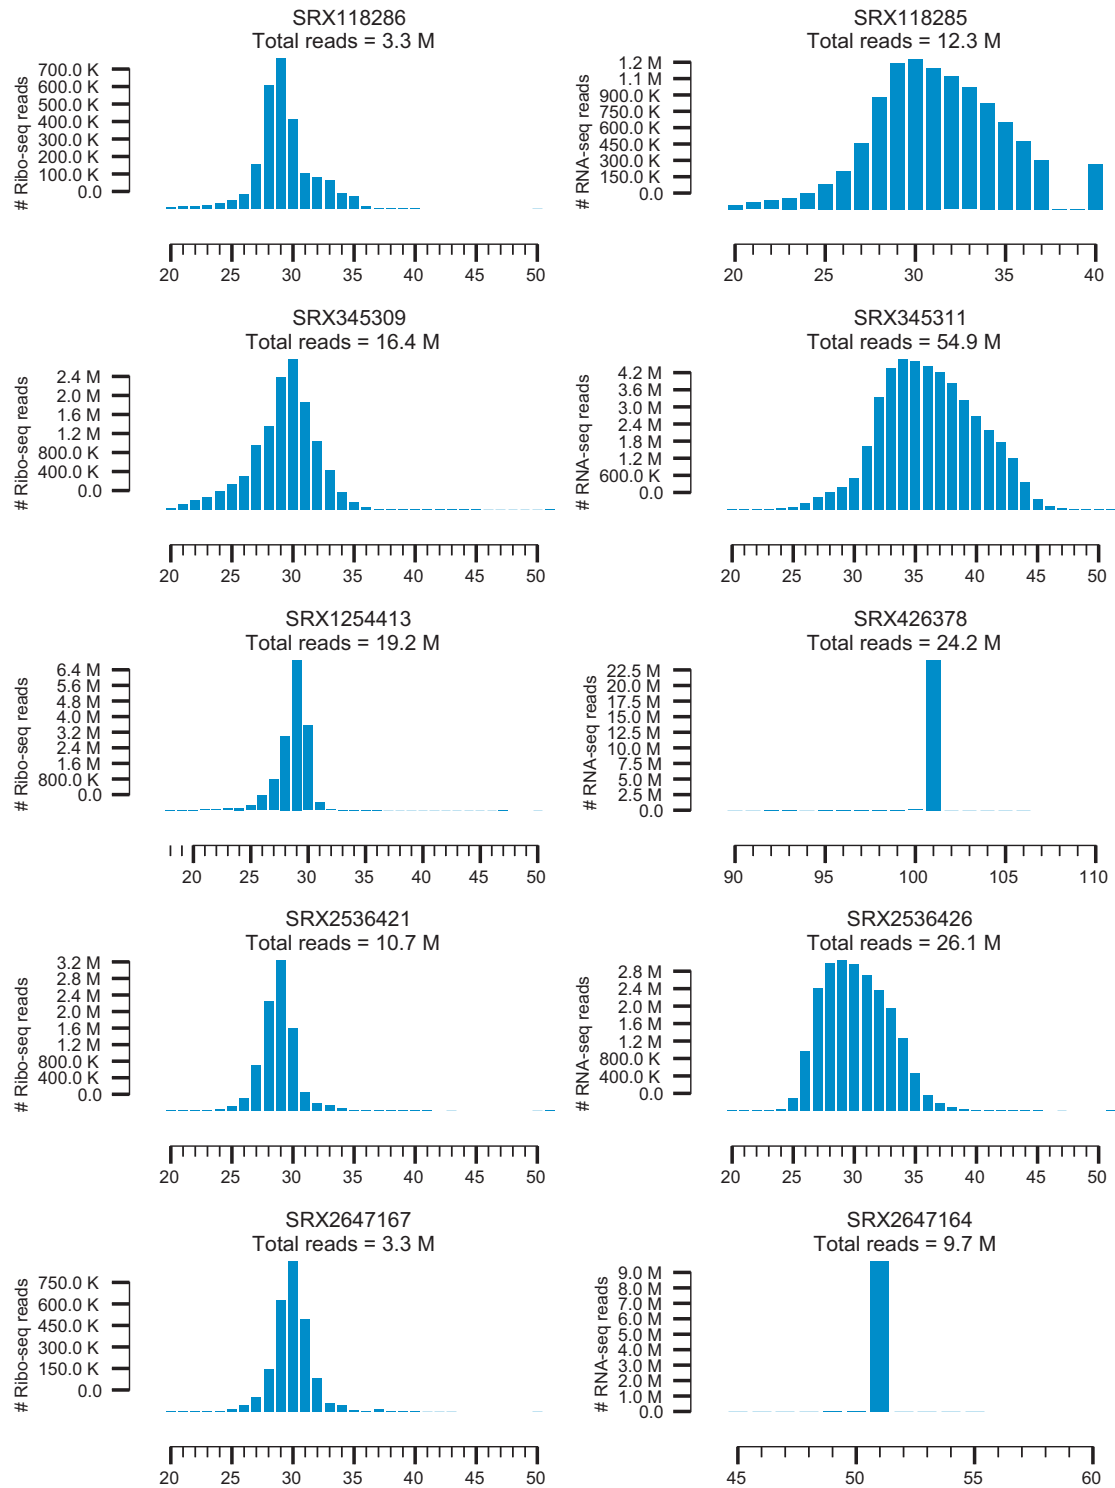 SRX118286
Total reads = 3.3 M
# Ribo-seq reads
700.0 K
600.0 K
500.0 K
400.0 K
300.0 K
200.0 K
100.0 K
0.0
20 25 30 35 40 45 50
SRX118285
Total reads = 12.3 M
# RNA-seq reads
1.2 M
1.1 M
900.0 K
750.0 K
600.0 K
450.0 K
300.0 K
150.0 K
0.0
20 25 30 35 40
SRX345309
Total reads = 16.4 M
# Ribo-seq reads
2.4 M
2.0 M
1.6 M
1.2 M
800.0 K
400.0 K
0.0
20 25 30 35 40 45 50
SRX345311
Total reads = 54.9 M
# RNA-seq reads
4.2 M
3.6 M
3.0 M
2.4 M
1.8 M
1.2 M
600.0 K
0.0
20 25 30 35 40 45 50
SRX1254413
Total reads = 19.2 M
# Ribo-seq reads
6.4 M
5.6 M
4.8 M
4.0 M
3.2 M
2.4 M
1.6 M
800.0 K
0.0
20 25 30 35 40 45 50
SRX426378
Total reads = 24.2 M
# RNA-seq reads
22.5 M
20.0 M
17.5 M
15.0 M
12.5 M
10.0 M
7.5 M
5.0 M
2.5 M
0.0
90 95 100 105 110
SRX2536421
Total reads = 10.7 M
# Ribo-seq reads
3.2 M
2.8 M
2.4 M
2.0 M
1.6 M
1.2 M
800.0 K
400.0 K
0.0
20 25 30 35 40 45 50
SRX2536426
Total reads = 26.1 M
# RNA-seq reads
2.8 M
2.4 M
2.0 M
1.6 M
1.2 M
800.0 K
400.0 K
0.0
20 25 30 35 40 45 50
SRX2647167
Total reads = 3.3 M
# Ribo-seq reads
750.0 K
600.0 K
450.0 K
300.0 K
150.0 K
0.0
20 25 30 35 40 45 50
SRX2647164
Total reads = 9.7 M
# RNA-seq reads
9.0 M
8.0 M
7.0 M
6.0 M
5.0 M
4.0 M
3.0 M
2.0 M
1.0 M
0.0
45 50 55 60